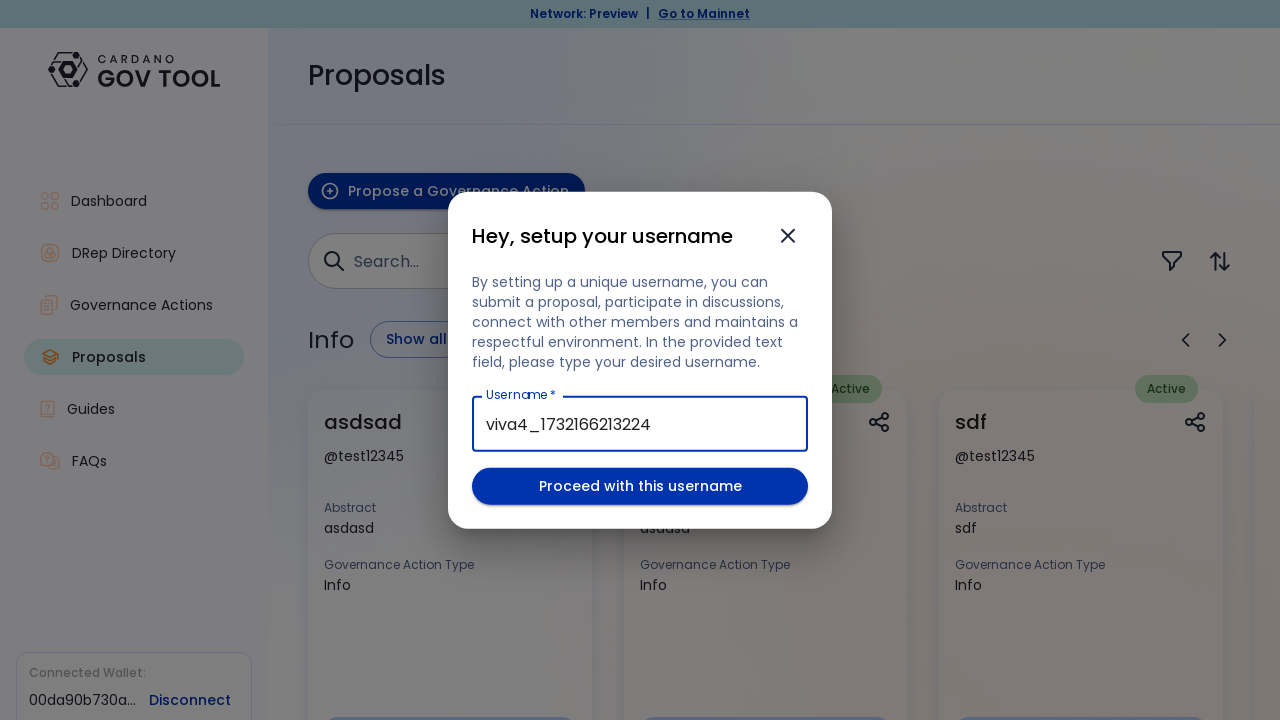 Network: Preview | Go to Mainnet
CARDANO
GOV TOOL
Dashboard
DRep Directory
Governance Actions
Proposals
Guides
FAQs
Connected Wallet:
00da90b730a... Disconnect
Proposals
Propose a Governance Action
Search...
Info
Show all
Hey, setup your username
By setting up a unique username, you can
submit a proposal, participate in discussions,
connect with other members and maintains a
respectful environment. In the provided text
field, please type your desired username.
Username *
viva4_1732166213224
Proceed with this username
asdsad
@test12345
Abstract
asdasd
Governance Action Type
Info
Active
asdasd
Governance Action Type
Info
Active
sdf
@test12345
Abstract
sdf
Governance Action Type
Info